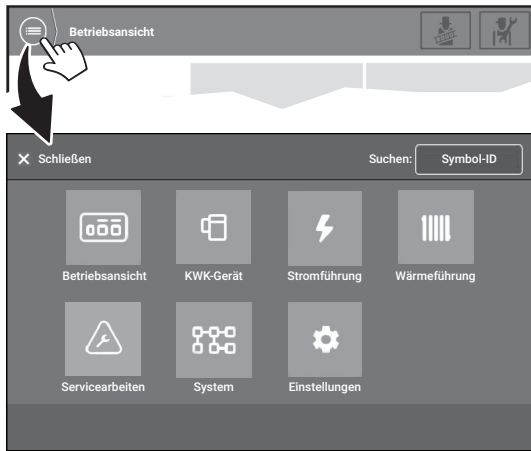 Betriebsansicht
Schließen Suchen: Symbol-ID
Betriebsansicht KWK-Gerät Stromführung Wärmeführung
Servicearbeiten System Einstellungen